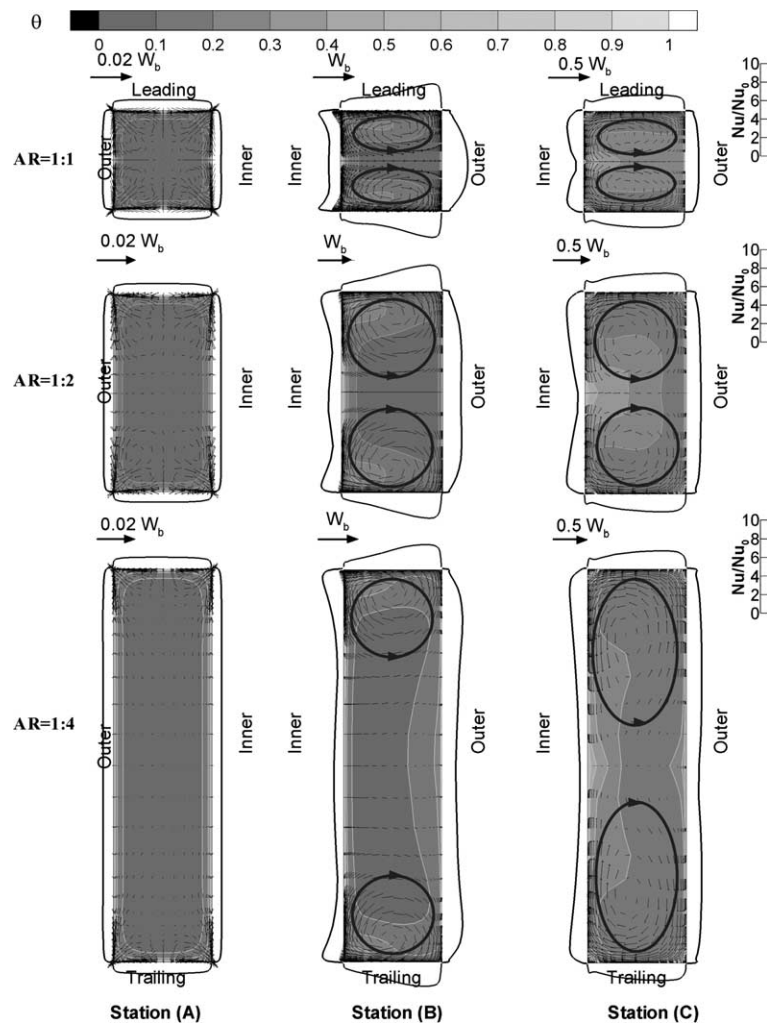 θ
0 0.1 0.2 0.3 0.4 0.5 0.6 0.7 0.8 0.9 1
0.02 W_b W_b 0.5 W_b
Leading Leading Leading
AR=1:1 Outer Inner Inner Outer Inner Outer
Nu/Nu_0 10 8 6 4 2 0
0.02 W_b W_b 0.5 W_b
AR=1:2 Outer Inner Inner Outer Inner Outer
Nu/Nu_0 10 8 6 4 2 0
0.02 W_b W_b 0.5 W_b
AR=1:4 Outer Inner Inner Outer Inner Outer
Nu/Nu_0 10 8 6 4 2 0
Trailing Trailing Trailing
Station (A) Station (B) Station (C)